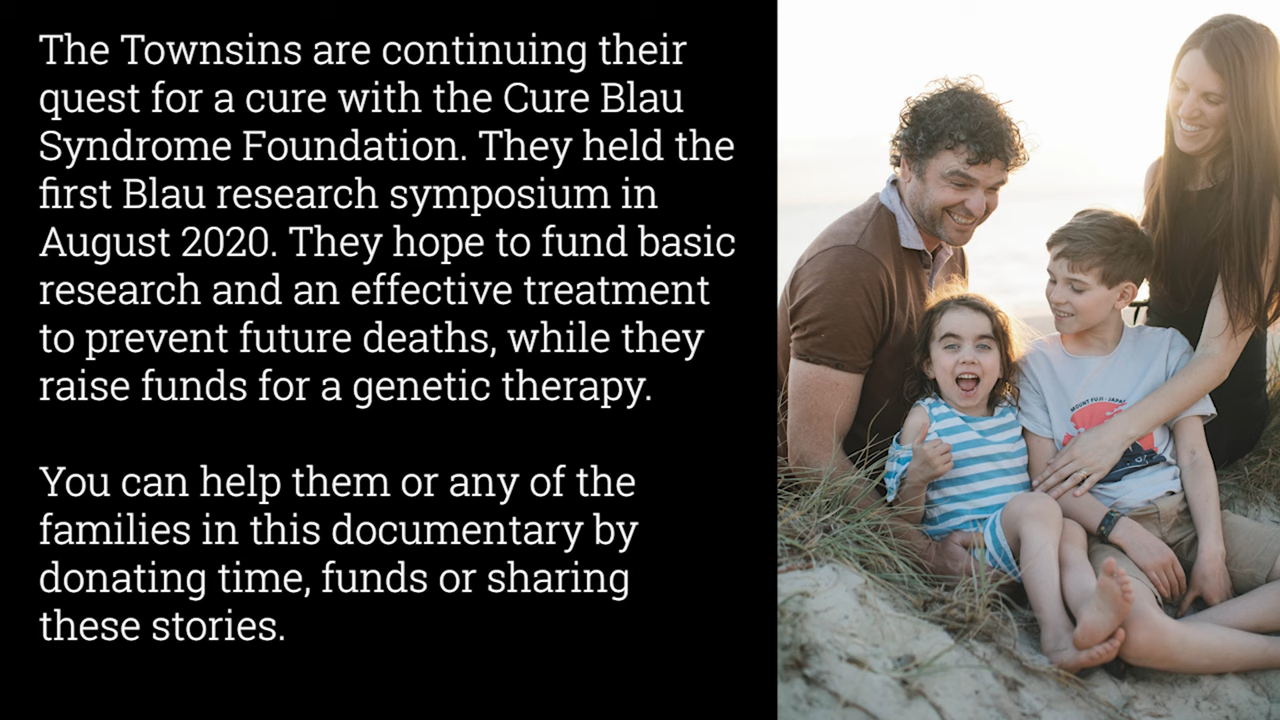 The Townsins are continuing their
quest for a cure with the Cure Blau
Syndrome Foundation. They held the
first Blau research symposium in
August 2020. They hope to fund basic
research and an effective treatment
to prevent future deaths, while they
raise funds for a genetic therapy.
You can help them or any of the
families in this documentary by
donating time, funds or sharing
these stories.
MOUNT FUJI - JAPAN